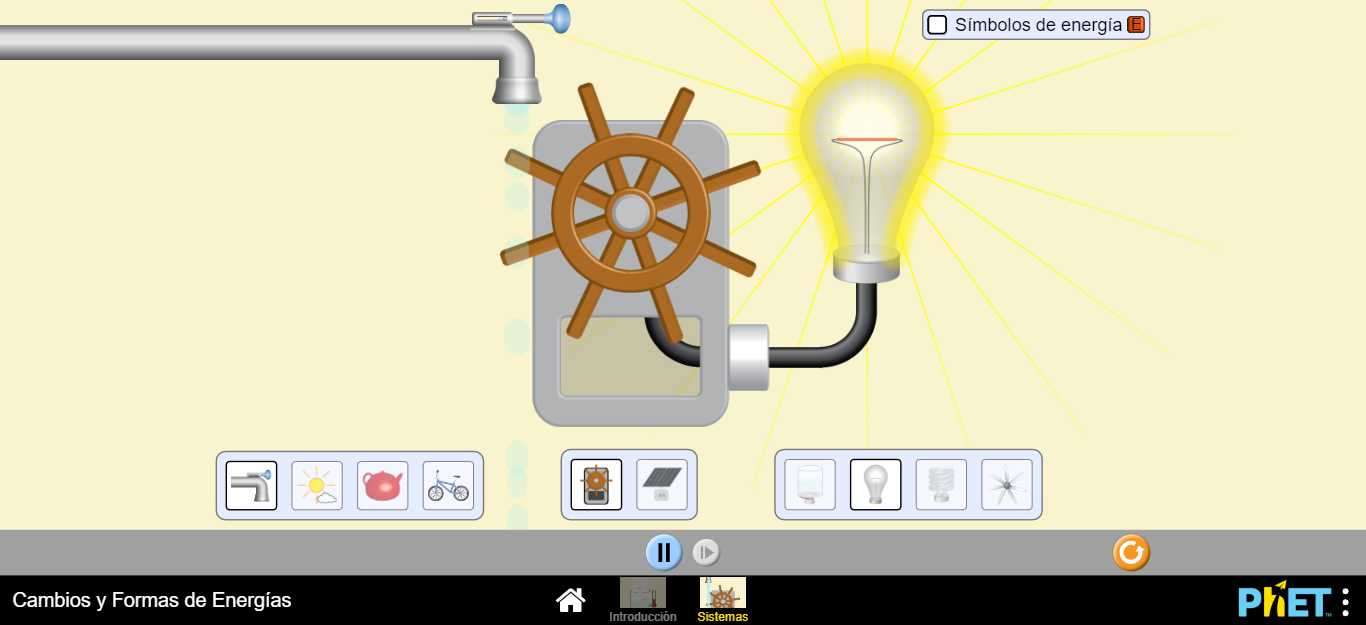 Símbolos de energía E
Cambios y Formas de Energías
Introducción
Sistemas
PhET